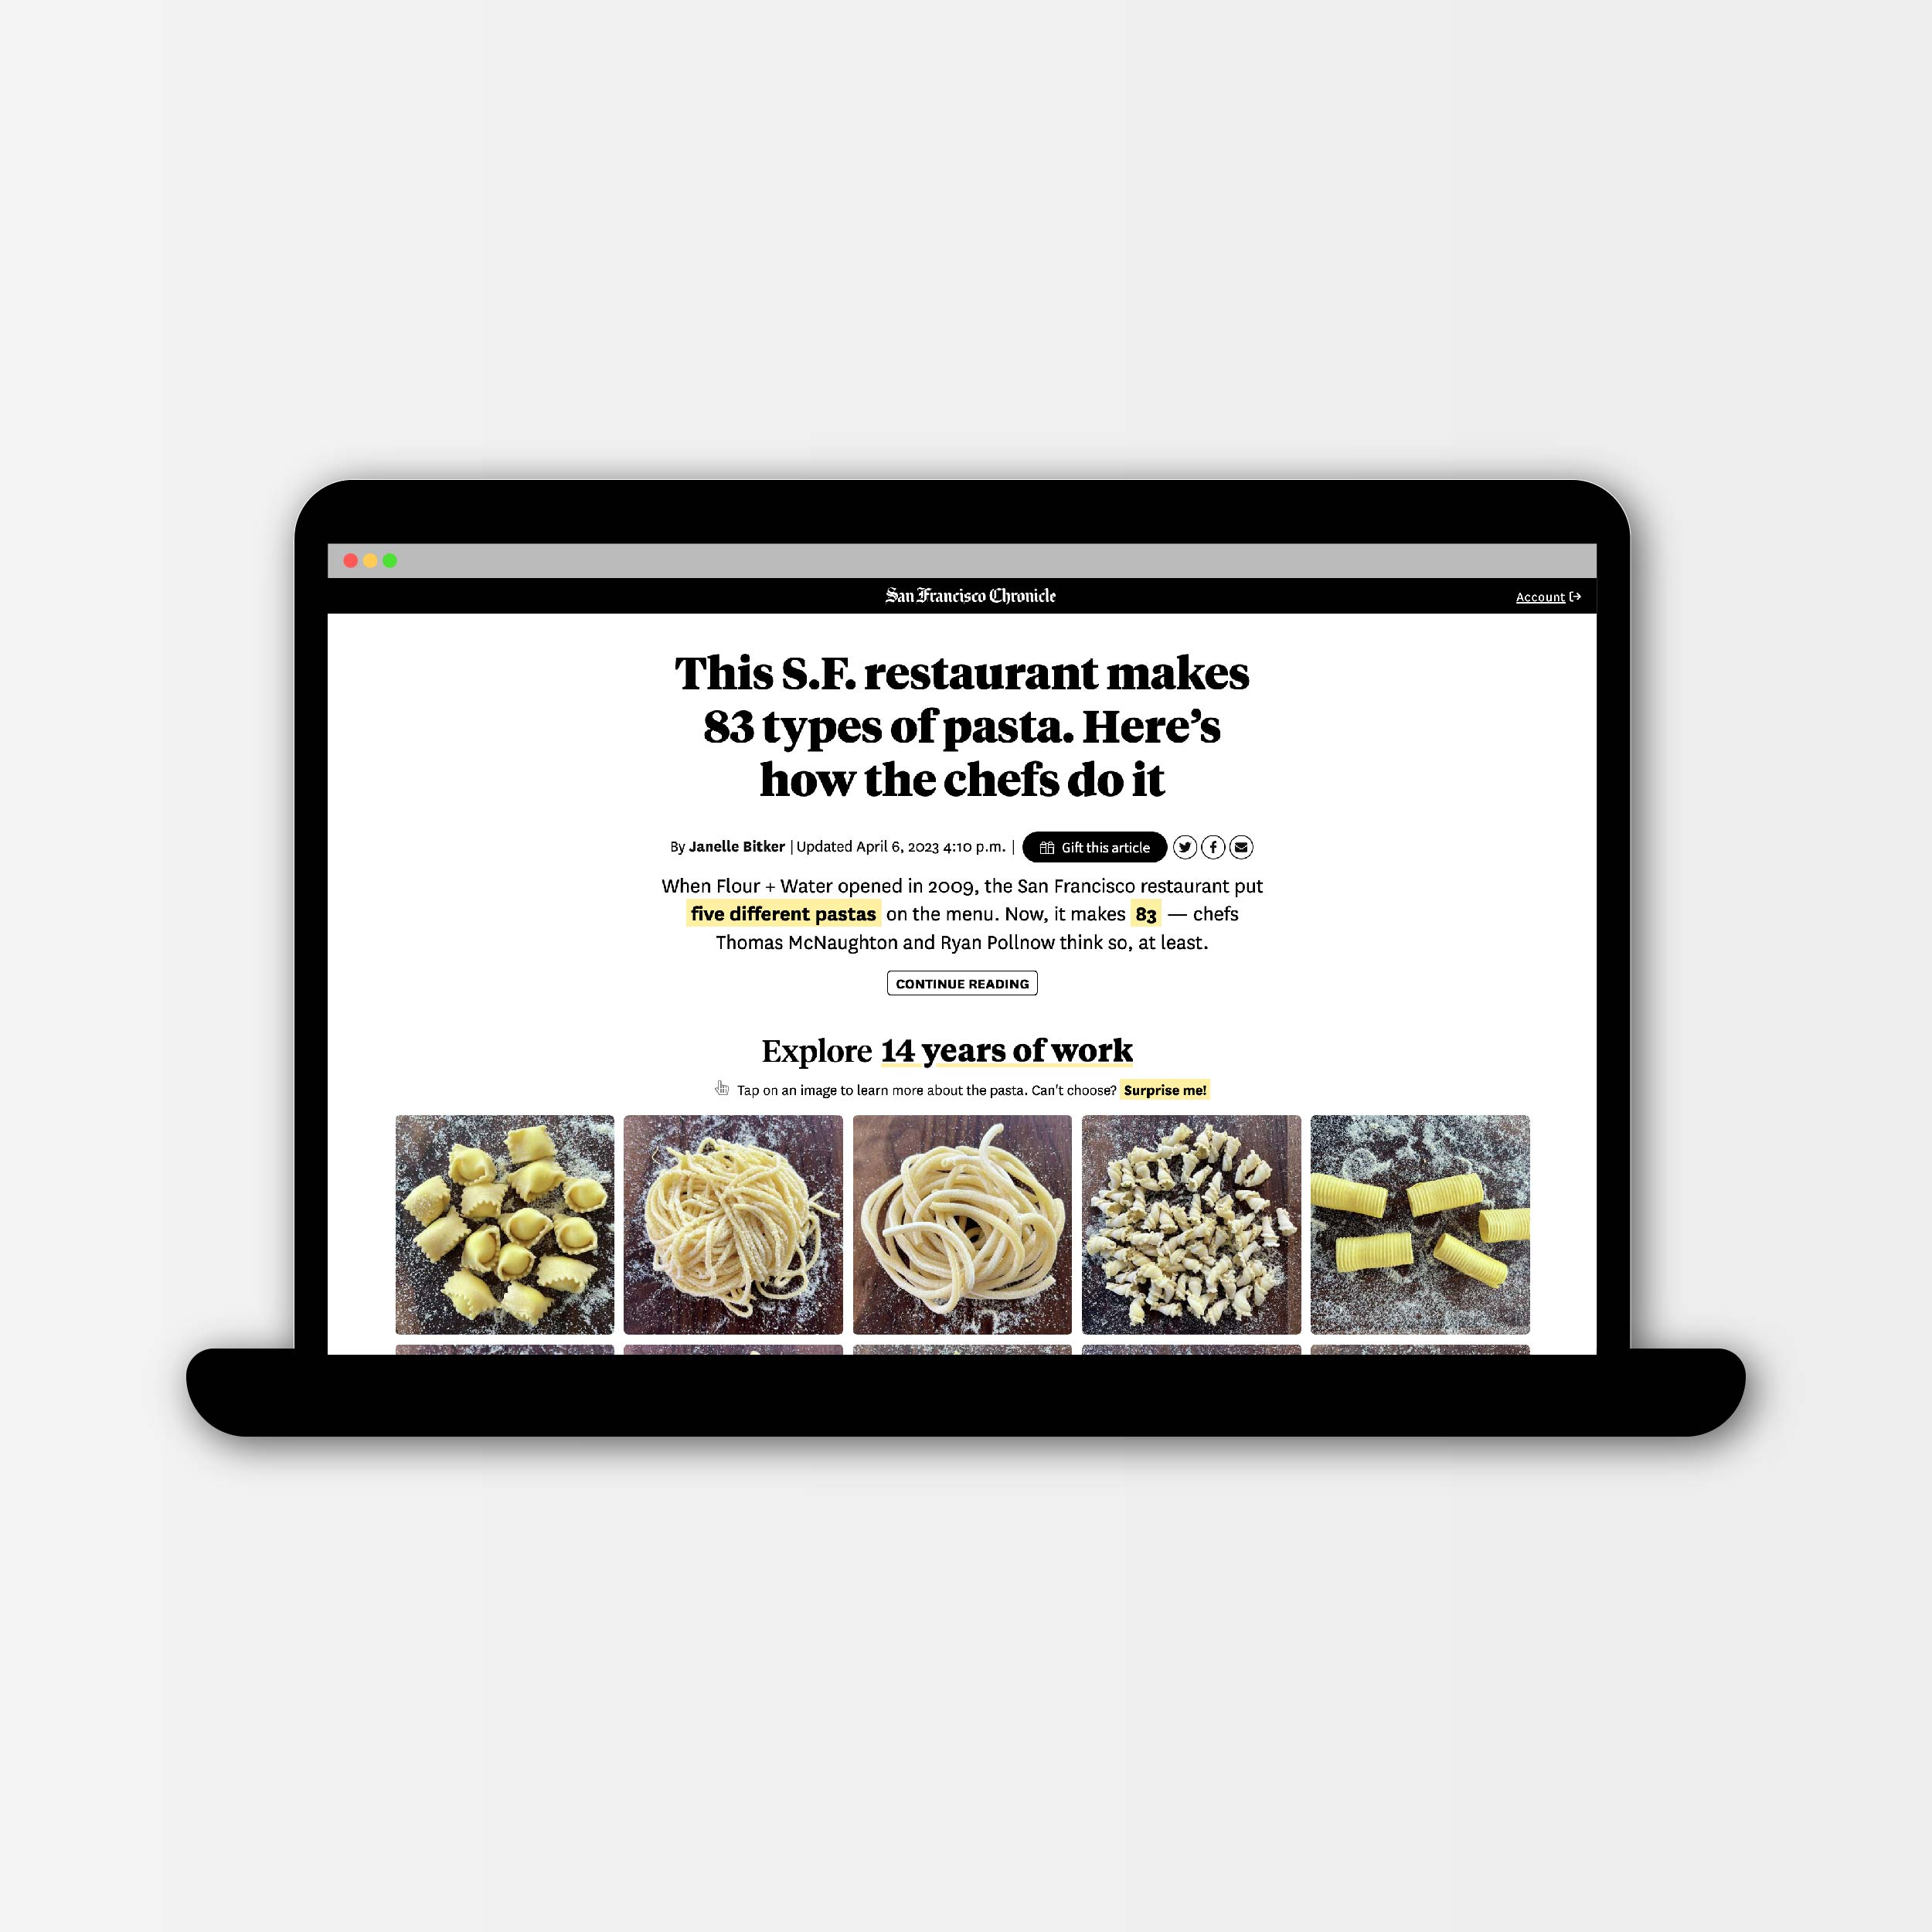 San Francisco Chronicle
Account
This S.F. restaurant makes
83 types of pasta. Here’s
how the chefs do it
By Janelle Bitker | Updated April 6, 2023 4:10 p.m. | Gift this article
When Flour + Water opened in 2009, the San Francisco restaurant put
five different pastas on the menu. Now, it makes 83 — chefs
Thomas McNaughton and Ryan Pollnow think so, at least.
CONTINUE READING
Explore 14 years of work
Tap on an image to learn more about the pasta. Can't choose? Surprise me!